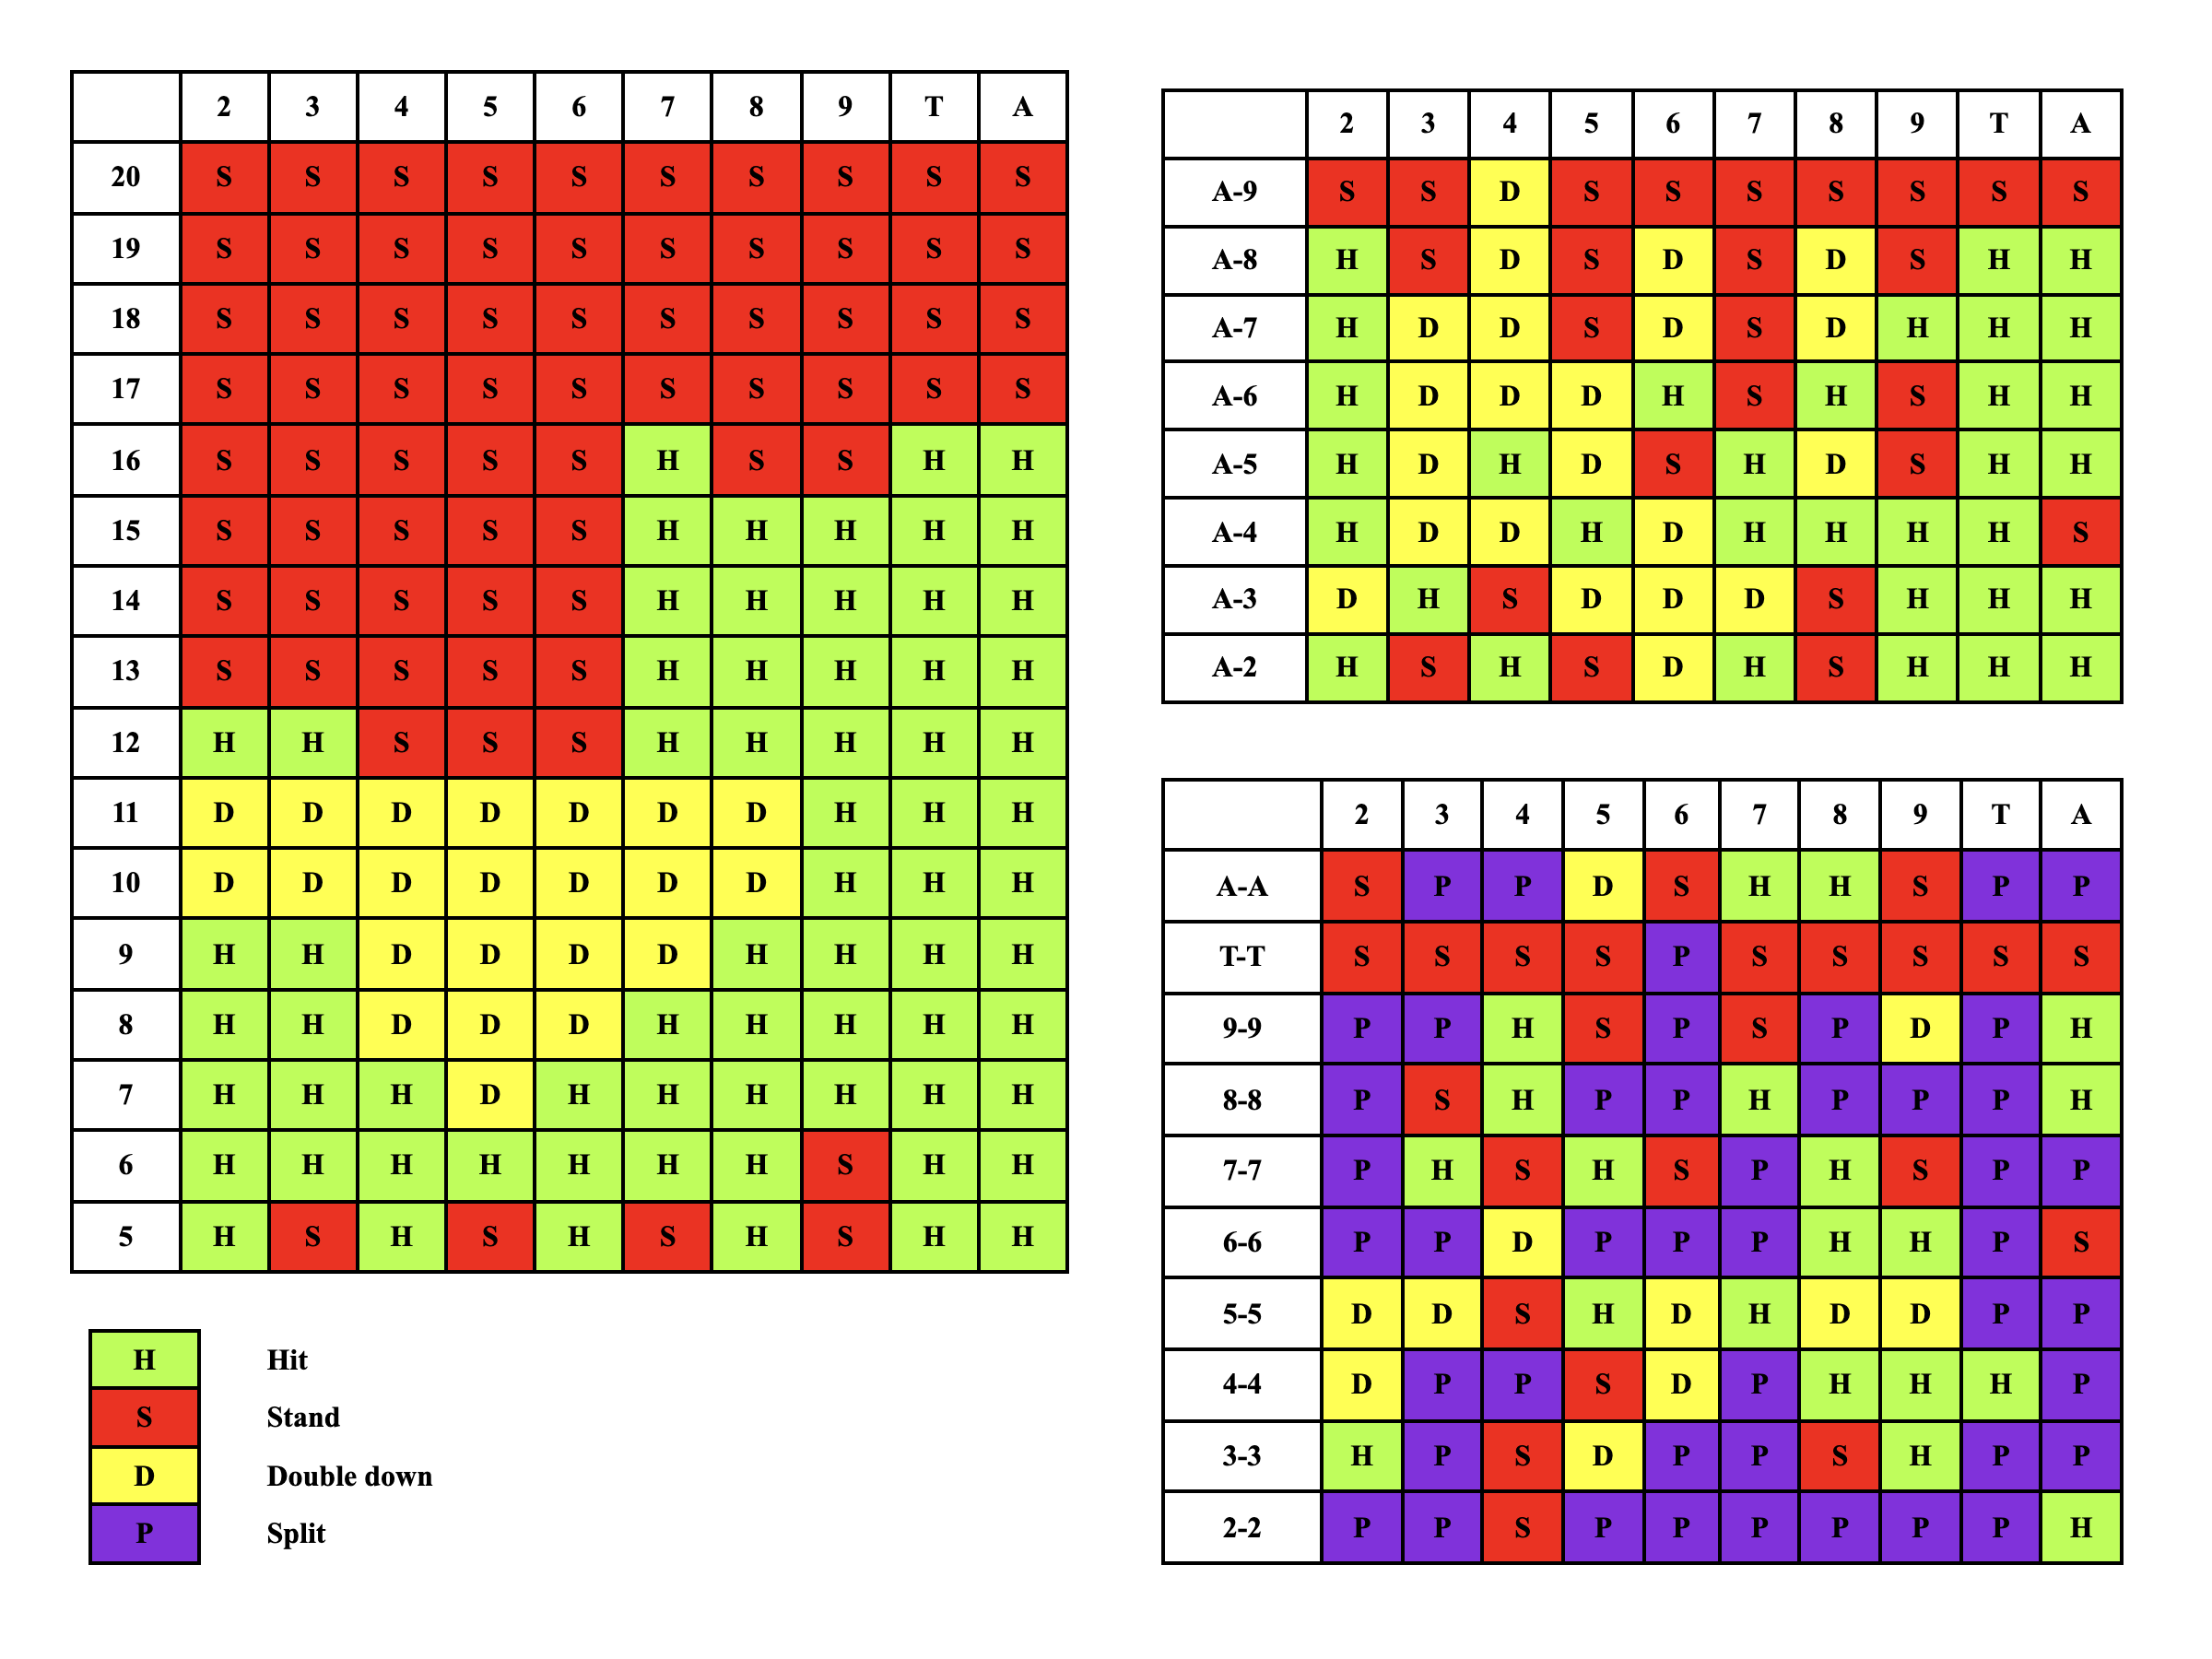 2 3 4 5 6 7 8 9 T A
20 S S S S S S S S S S
19 S S S S S S S S S S
18 S S S S S S S S S S
17 S S S S S S S S S S
16 S S S S S H S S H H
15 S S S S S H H H H H
14 S S S S S H H H H H
13 S S S S S H H H H H
12 H H S S S H H H H H
11 D D D D D D D H H H
10 D D D D D D D H H H
9 H H D D D D H H H H
8 H H D D D H H H H H
7 H H H D H H H H H H
6 H H H H H H H S H H
5 H S H S H S H S H H
H Hit
S Stand
D Double down
P Split
2 3 4 5 6 7 8 9 T A
A-9 S S D S S S S S S S
A-8 H S D S D S D S H H
A-7 H D D S D S D H H H
A-6 H D D D H S H S H H
A-5 H D H D S H D S H H
A-4 H D D H D H H H H S
A-3 D H S D D D S H H H
A-2 H S H S D H S H H H
2 3 4 5 6 7 8 9 T A
A-A S P P D S H H S P P
T-T S S S S P S S S S S
9-9 P P H S P S P D P H
8-8 P S H P P H P P P H
7-7 P H S H S P H S P P
6-6 P P D P P P H H P S
5-5 D D S H D H D D P P
4-4 D P P S D P H H H P
3-3 H P S D P P S H P P
2-2 P P S P P P P P P H